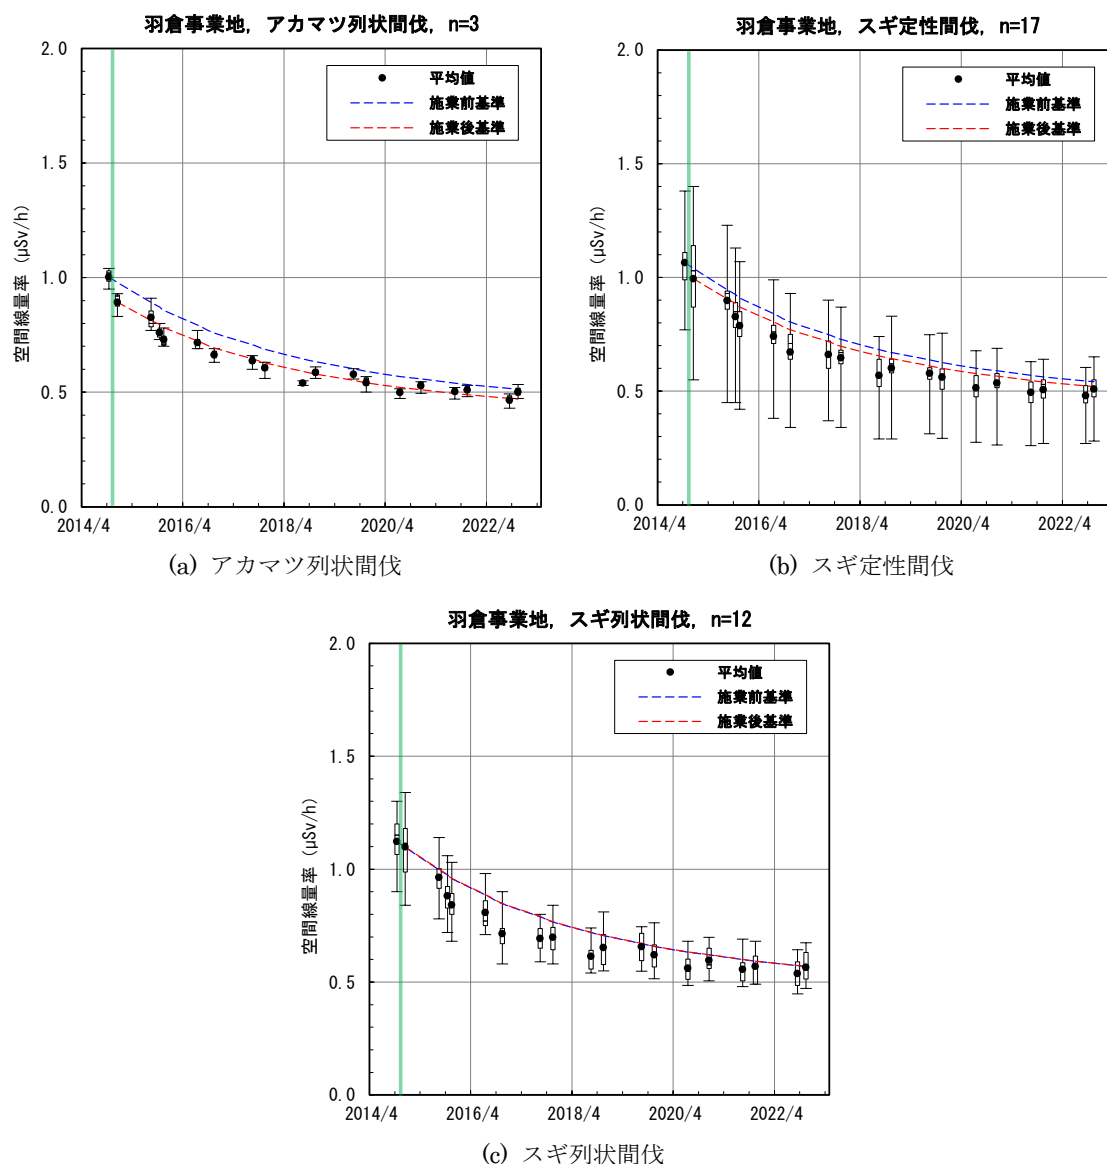 羽倉事業地, アカマツ列状間伐, n=3
2.0
1.5
1.0
0.5
0.0
空間線量率 (μSv/h)
平均値
施業前基準
施業後基準
2014/4 2016/4 2018/4 2020/4 2022/4
(a) アカマツ列状間伐
羽倉事業地, スギ定性間伐, n=17
2.0
1.5
1.0
0.5
0.0
空間線量率 (μSv/h)
平均値
施業前基準
施業後基準
2014/4 2016/4 2018/4 2020/4 2022/4
(b) スギ定性間伐
羽倉事業地, スギ列状間伐, n=12
2.0
1.5
1.0
0.5
0.0
空間線量率 (μSv/h)
平均値
施業前基準
施業後基準
2014/4 2016/4 2018/4 2020/4 2022/4
(c) スギ列状間伐